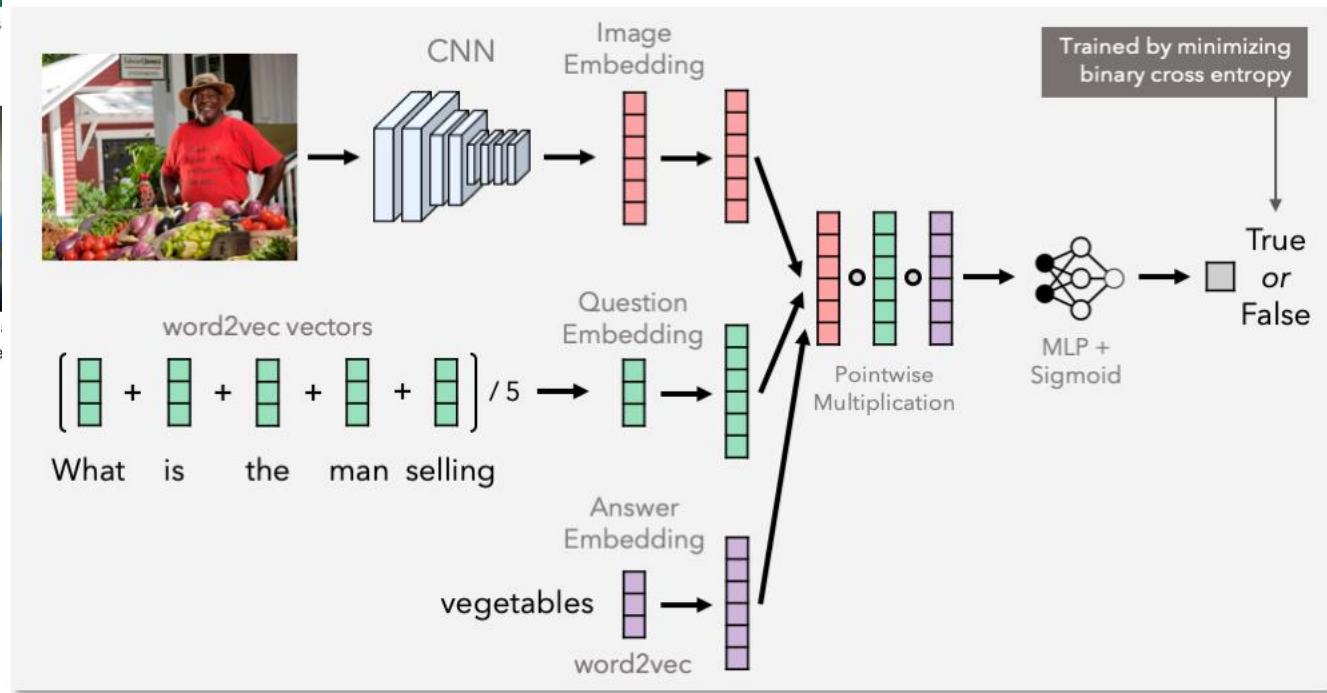 CNN
Image
Embedding
Trained by minimizing
binary cross entropy
word2vec vectors
Question
Embedding
+ + + + / 5
What is the man selling
Pointwise
Multiplication
MLP +
Sigmoid
True
or
False
Answer
Embedding
vegetables
word2vec